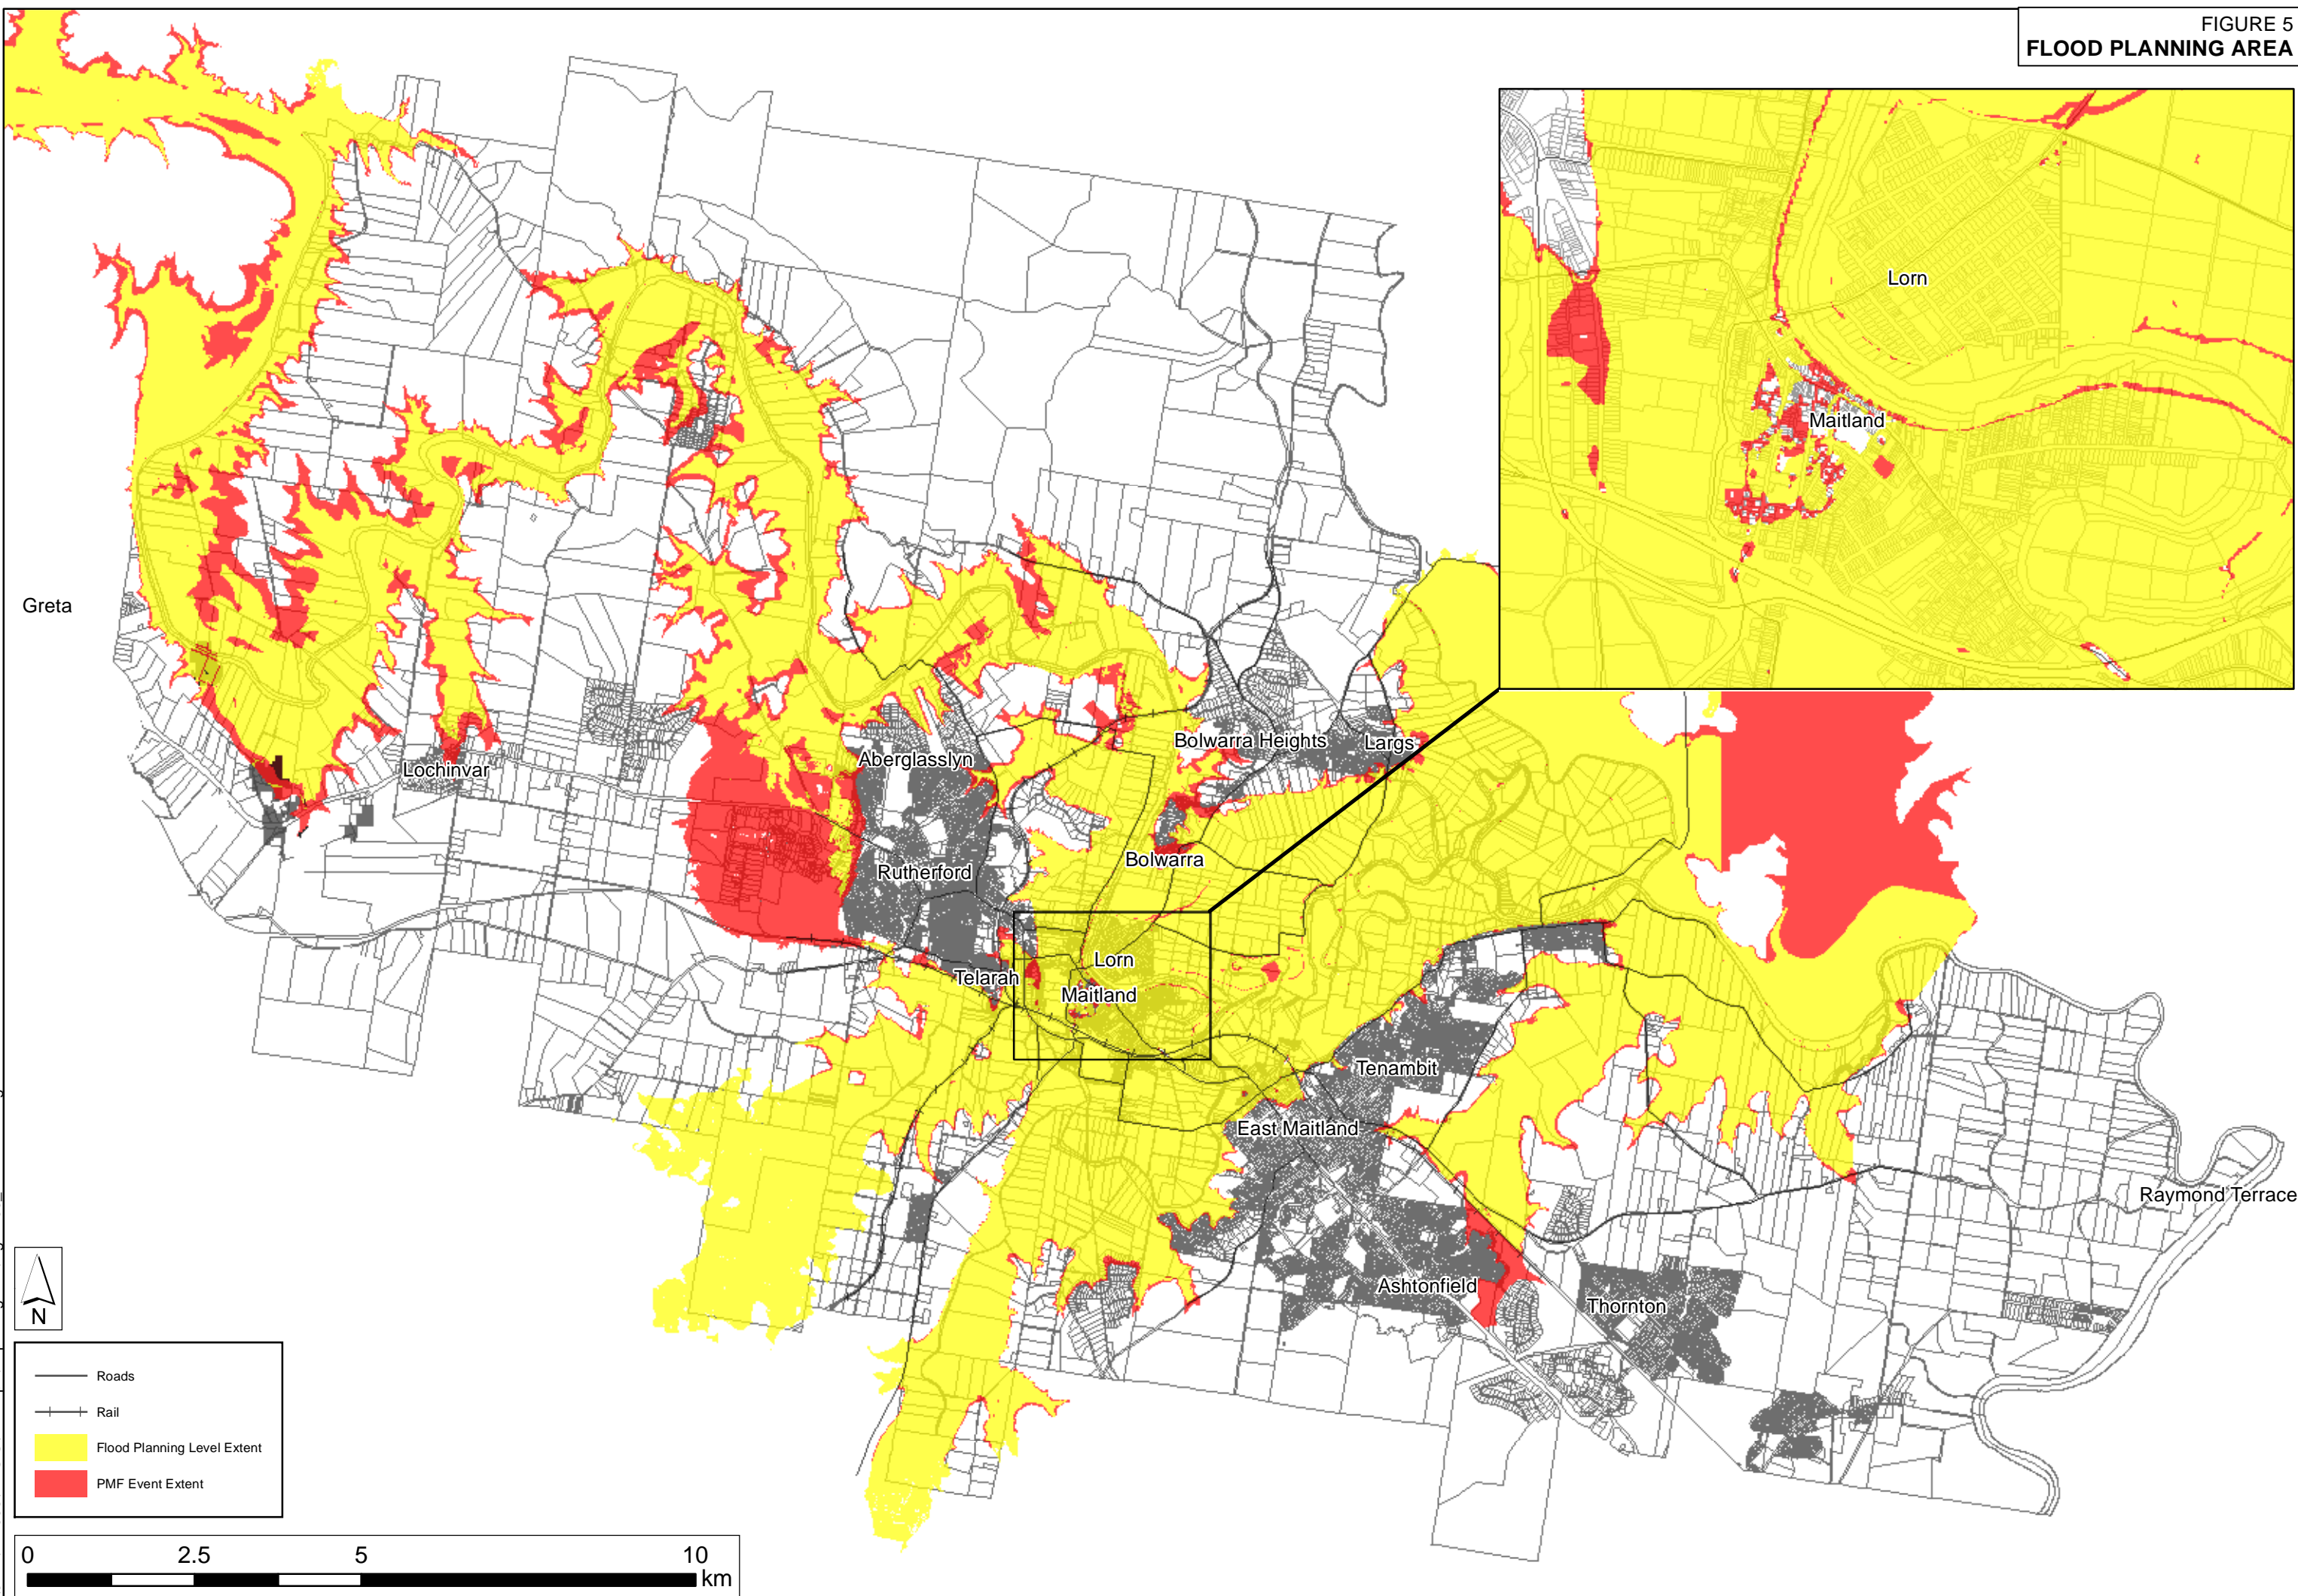 FIGURE 5
FLOOD PLANNING AREA
Lorn
Maitland
Greta
Bolwarra Heights
Largs
Aberglasslyn
Lochinvar
Bolwarra
Rutherford
Lorn
Telarah
Maitland
Tenambit
East Maitland
Raymond Terrace
Ashtonfield
Thornton
N
Roads
Rail
Flood Planning Level Extent
PMF Event Extent
0 2.5 5 10
km